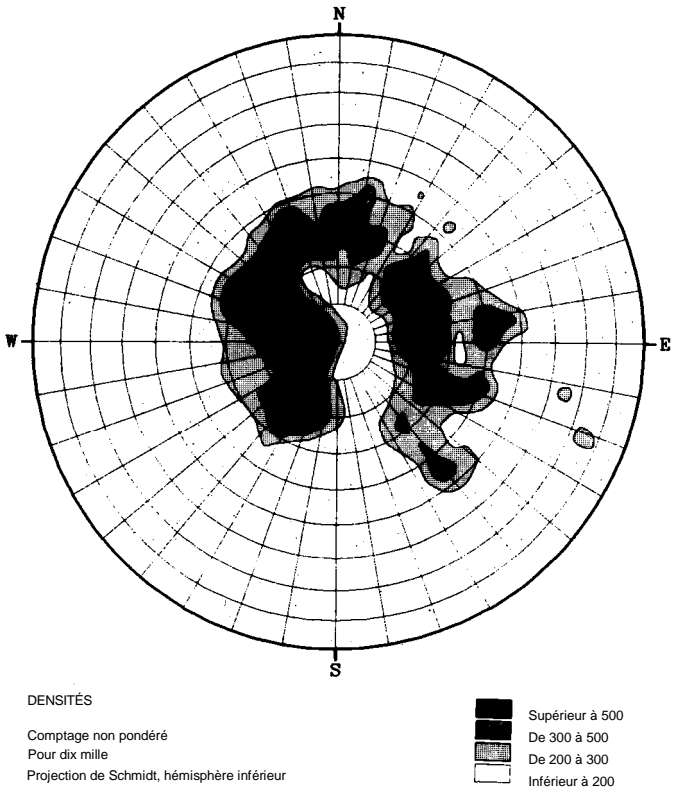 N
W
E
S
DENSITÉS
Comptage non pondéré
Pour dix mille
Projection de Schmidt, hémisphère inférieur
Supérieur à 500
De 300 à 500
De 200 à 300
Inférieur à 200